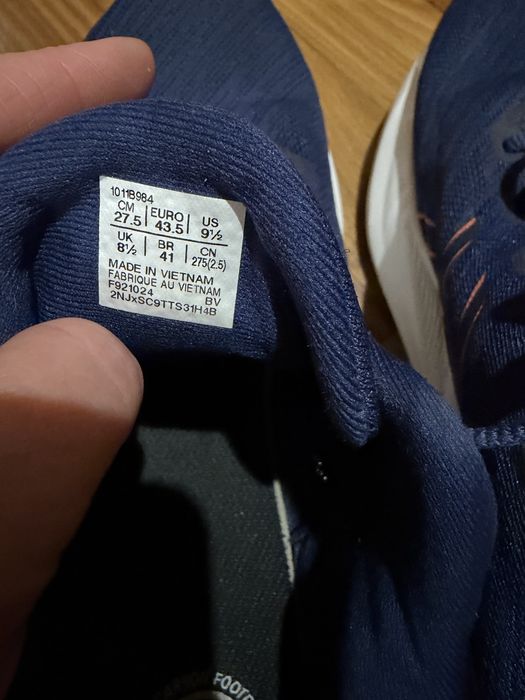 1011B984
CM 27.5 EURO 43.5 US 9½
UK 8½ BR 41 CN 275(2.5)
MADE IN VIETNAM
FABRIQUE AU VIETNAM
F921024 BV
2NJxSC9TTS31H4B